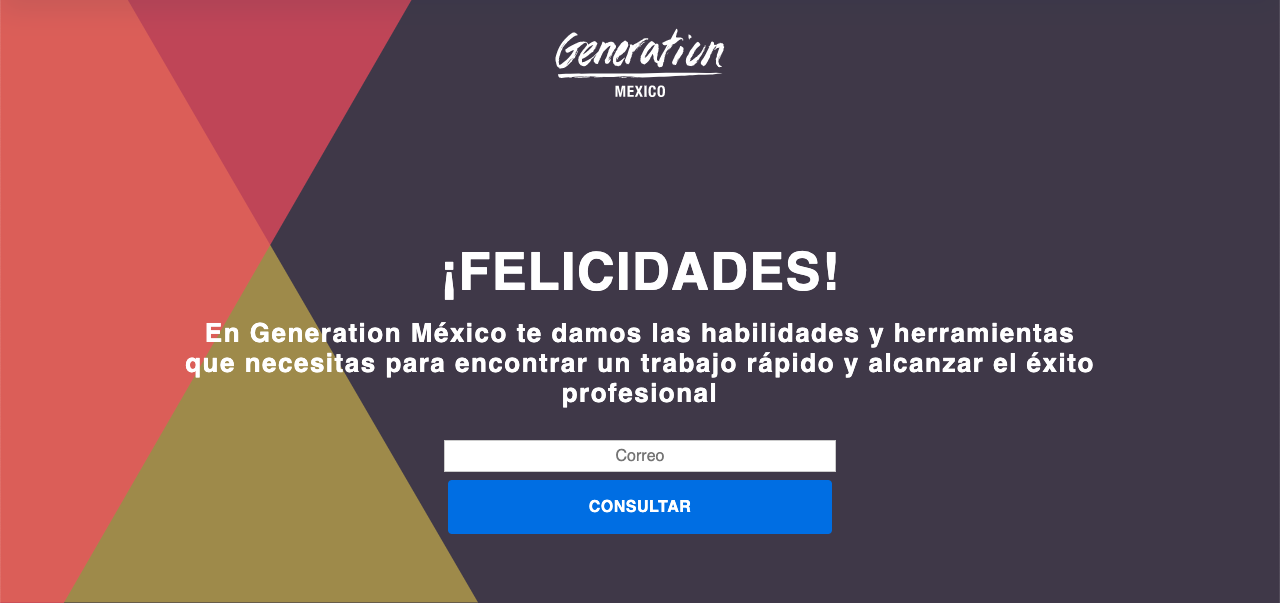 Generation
MEXICO
¡FELICIDADES!
En Generation México te damos las habilidades y herramientas
que necesitas para encontrar un trabajo rápido y alcanzar el éxito
profesional
Correo
CONSULTAR